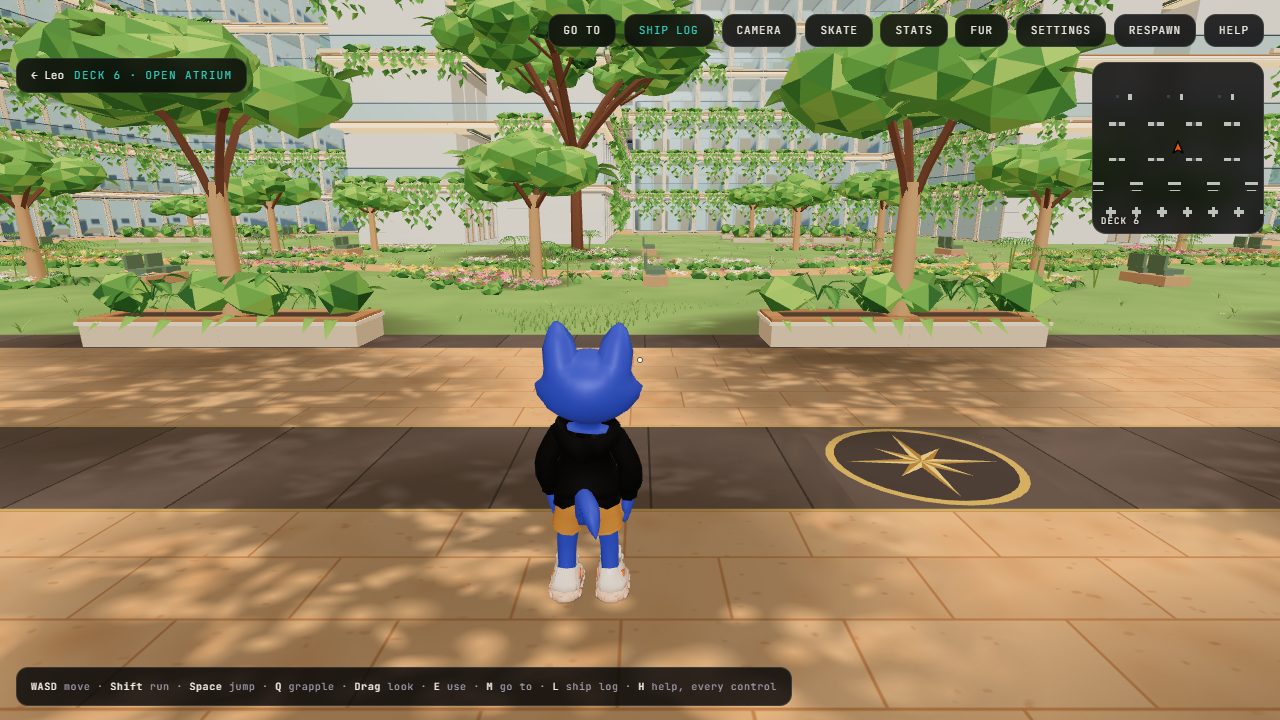 GO TO
SHIP LOG
CAMERA
SKATE
STATS
FUR
SETTINGS
RESPAWN
HELP
← Leo DECK 6 · OPEN ATRIUM
DECK 6
WASD move · Shift run · Space jump · Q grapple · Drag look · E use · M go to · L ship log · H help, every control